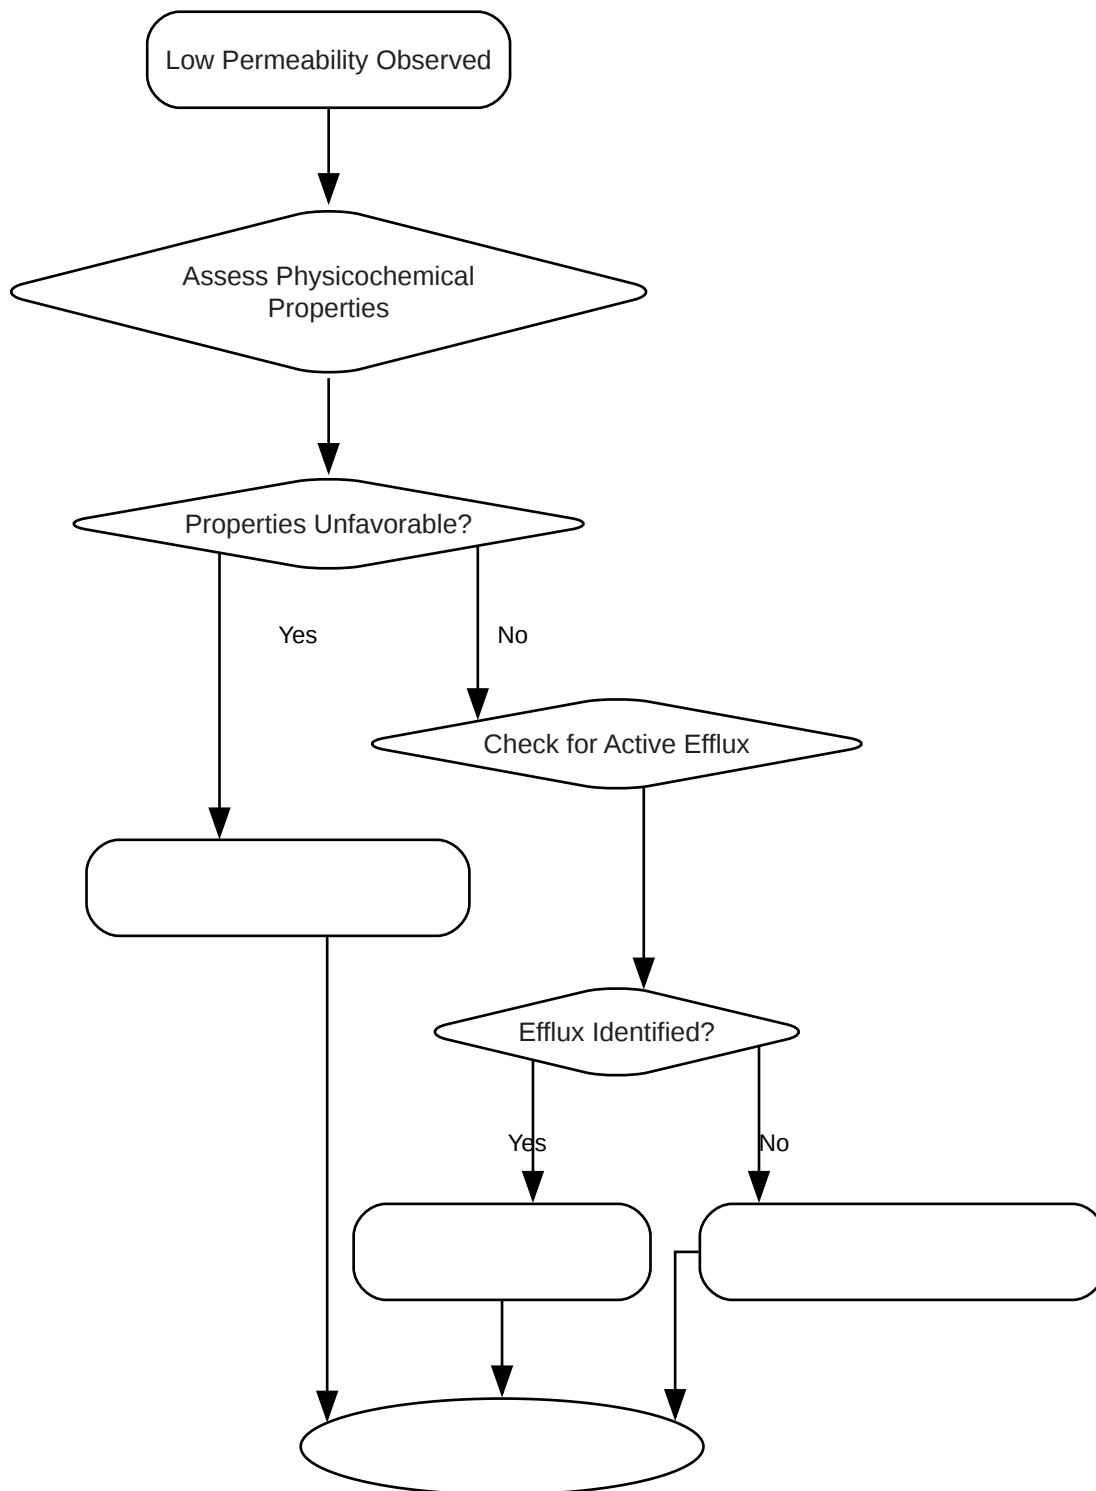 Low Permeability Observed
Assess Physicochemical
Properties
Properties Unfavorable?
Yes
No
Check for Active Efflux
Efflux Identified?
Yes
No